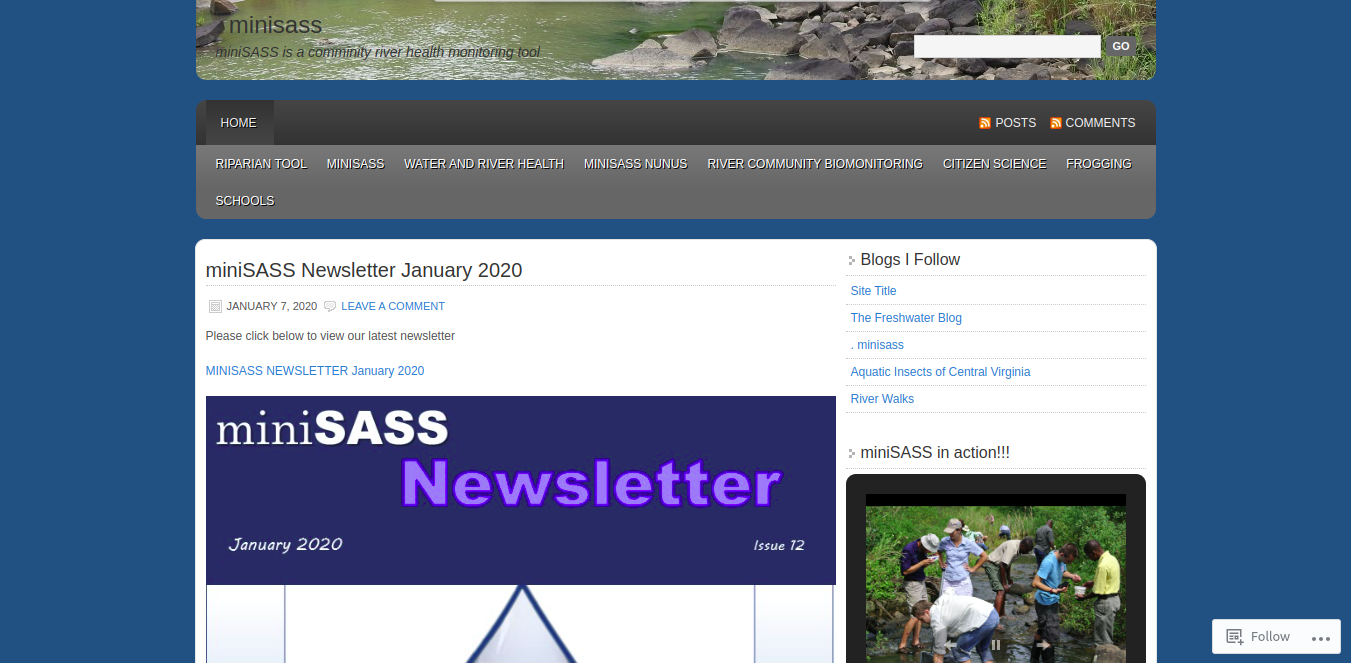 minisass
miniSASS is a comminity river health monitoring tool
GO
HOME
POSTS
COMMENTS
RIPARIAN TOOL
MINISASS
WATER AND RIVER HEALTH
MINISASS NUNUS
RIVER COMMUNITY BIOMONITORING
CITIZEN SCIENCE
FROGGING
SCHOOLS
miniSASS Newsletter January 2020
JANUARY 7, 2020
LEAVE A COMMENT
Please click below to view our latest newsletter
MINISASS NEWSLETTER January 2020
miniSASS
Newsletter
January 2020
Issue 12
Blogs I Follow
Site Title
The Freshwater Blog
. minisass
Aquatic Insects of Central Virginia
River Walks
miniSASS in action!!!
Follow